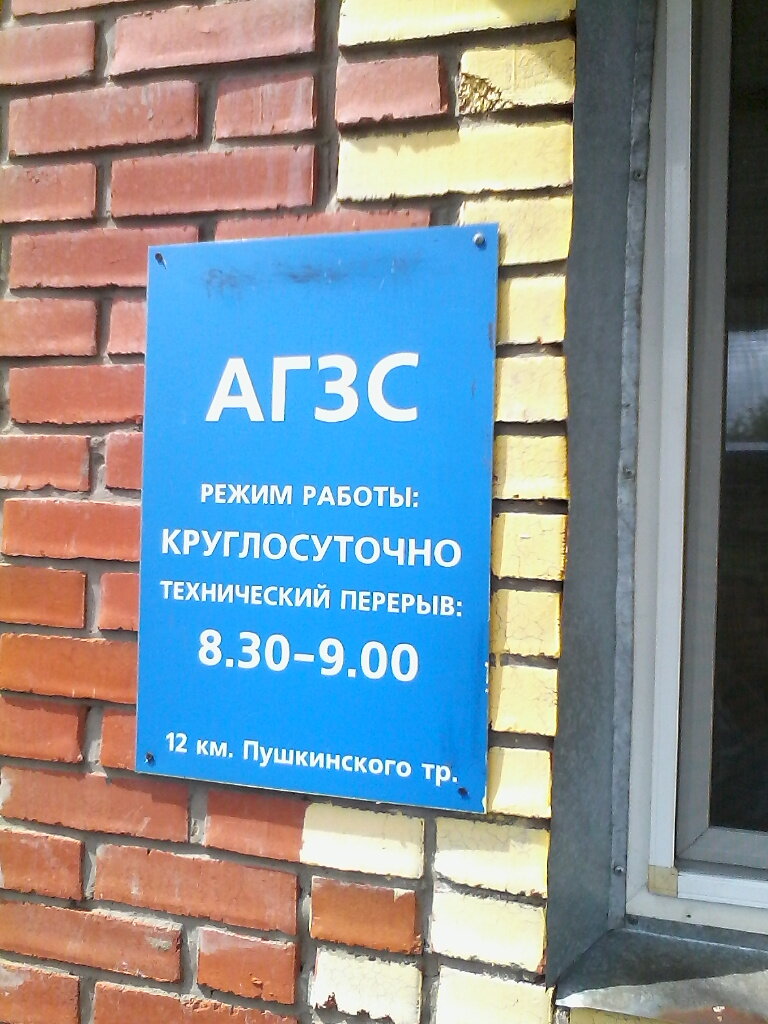 АГЗС
РЕЖИМ РАБОТЫ:
КРУГЛОСУТОЧНО
ТЕХНИЧЕСКИЙ ПЕРЕРЫВ:
8.30-9.00
12 км. Пушкинского тр.